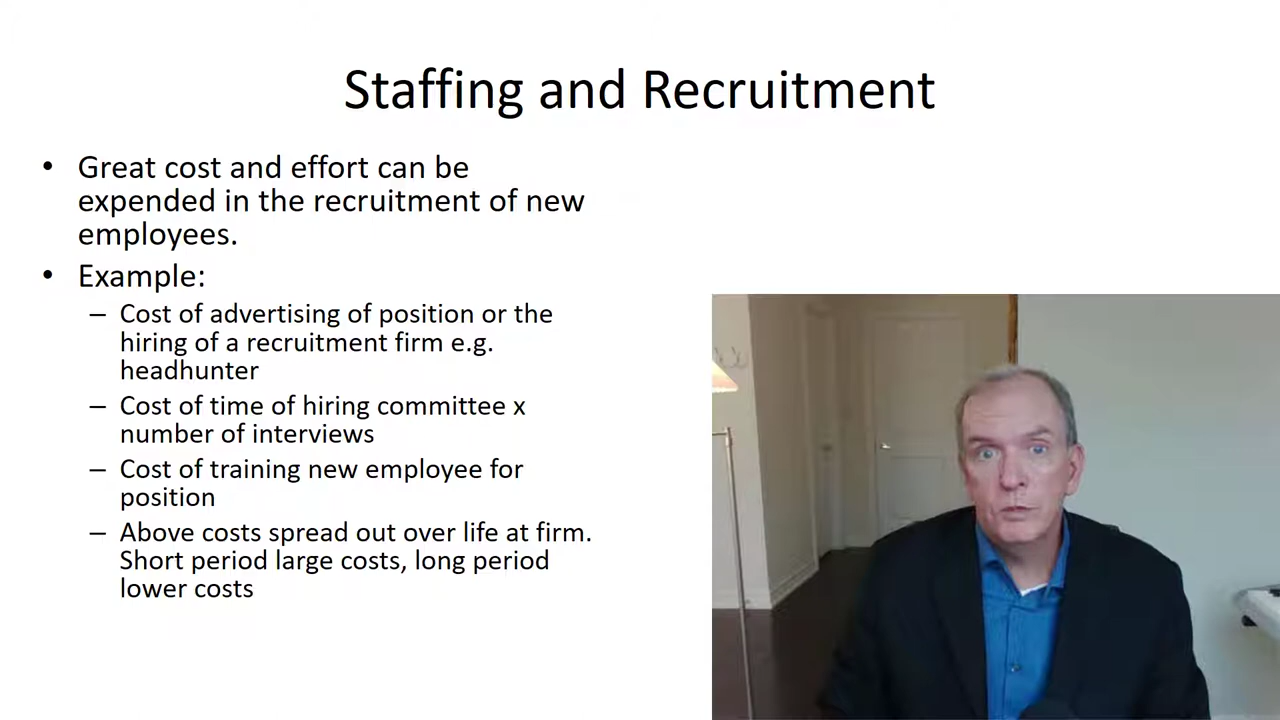 Staffing and Recruitment
• Great cost and effort can be
expended in the recruitment of new
employees.
• Example:
– Cost of advertising of position or the
hiring of a recruitment firm e.g.
headhunter
– Cost of time of hiring committee x
number of interviews
– Cost of training new employee for
position
– Above costs spread out over life at firm.
Short period large costs, long period
lower costs